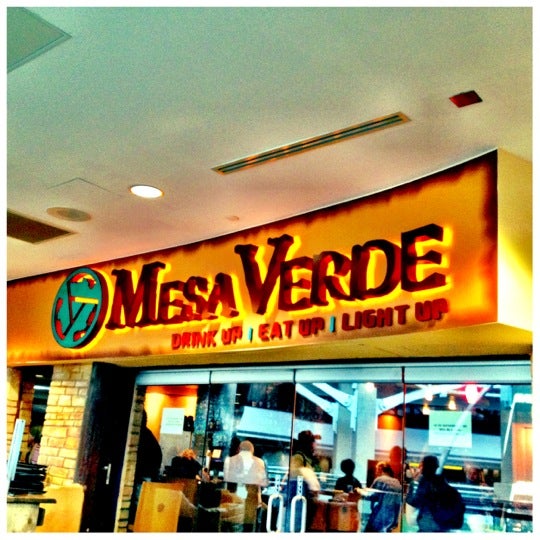 MESA VERDE
DRINK UP | EAT UP | LIGHT UP